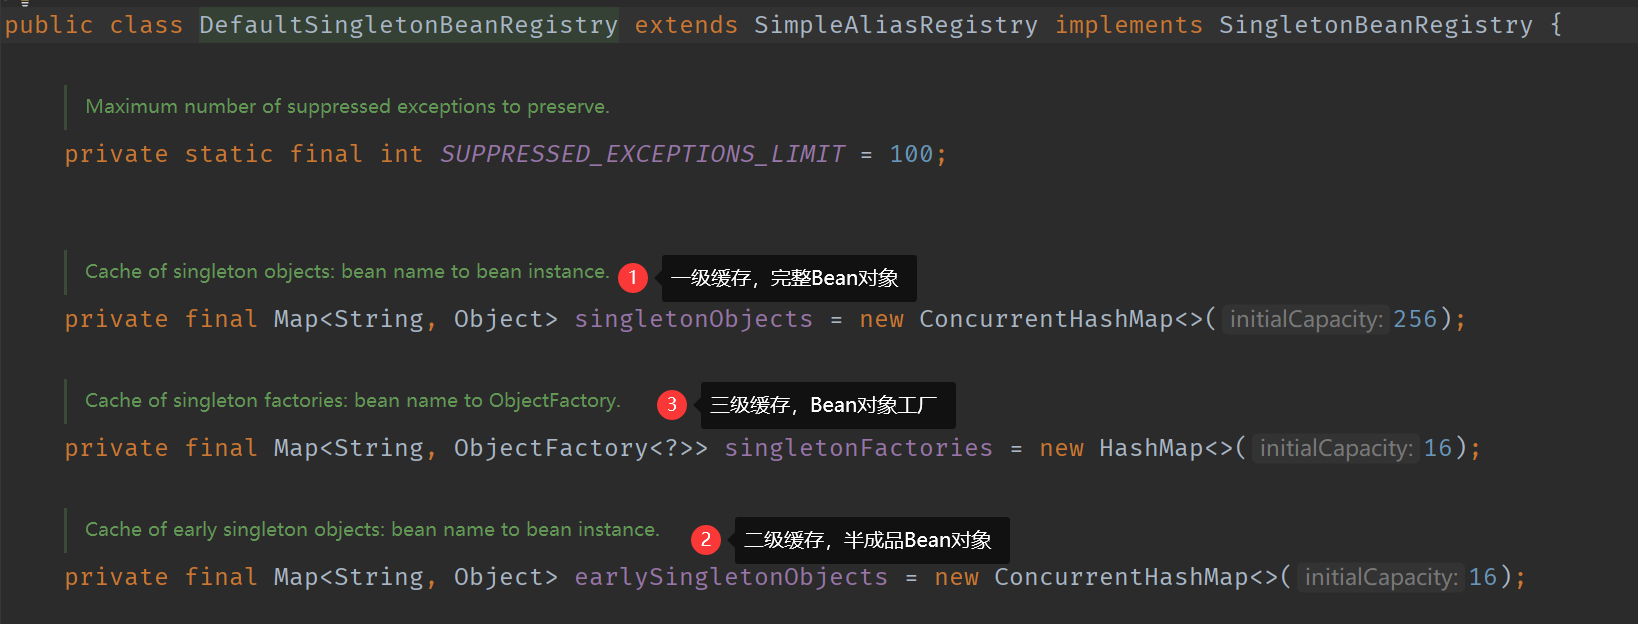 public class DefaultSingletonBeanRegistry extends SimpleAliasRegistry implements SingletonBeanRegistry {
Maximum number of suppressed exceptions to preserve.
private static final int SUPPRESSED_EXCEPTIONS_LIMIT = 100;
Cache of singleton objects: bean name to bean instance. 1 一级缓存，完整Bean对象
private final Map<String, Object> singletonObjects = new ConcurrentHashMap<>( initialCapacity: 256);
Cache of singleton factories: bean name to ObjectFactory. 3 三级缓存，Bean对象工厂
private final Map<String, ObjectFactory<?>> singletonFactories = new HashMap<>( initialCapacity: 16);
Cache of early singleton objects: bean name to bean instance. 2 二级缓存，半成品Bean对象
private final Map<String, Object> earlySingletonObjects = new ConcurrentHashMap<>( initialCapacity: 16);